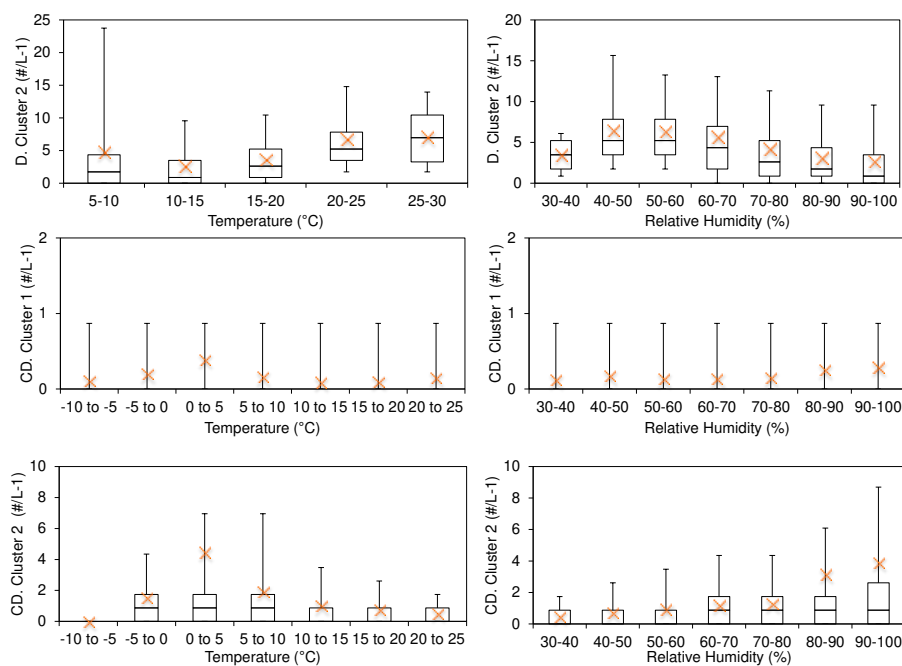 25
20
15
10
5
0
D. Cluster 2 (#/L-1)
5-10 10-15 15-20 20-25 25-30
Temperature (°C)
20
15
10
5
0
D. Cluster 2 (#/L-1)
30-40 40-50 50-60 60-70 70-80 80-90 90-100
Relative Humidity (%)
2
1
0
CD. Cluster 1 (#/L-1)
-10 to -5 -5 to 0 0 to 5 5 to 10 10 to 15 15 to 20 20 to 25
Temperature (°C)
2
1
0
CD. Cluster 1 (#/L-1)
30-40 40-50 50-60 60-70 70-80 80-90 90-100
Relative Humidity (%)
10
8
6
4
2
0
CD. Cluster 2 (#/L-1)
-10 to -5 -5 to 0 0 to 5 5 to 10 10 to 15 15 to 20 20 to 25
Temperature (°C)
10
8
6
4
2
0
CD. Cluster 2 (#/L-1)
30-40 40-50 50-60 60-70 70-80 80-90 90-100
Relative Humidity (%)